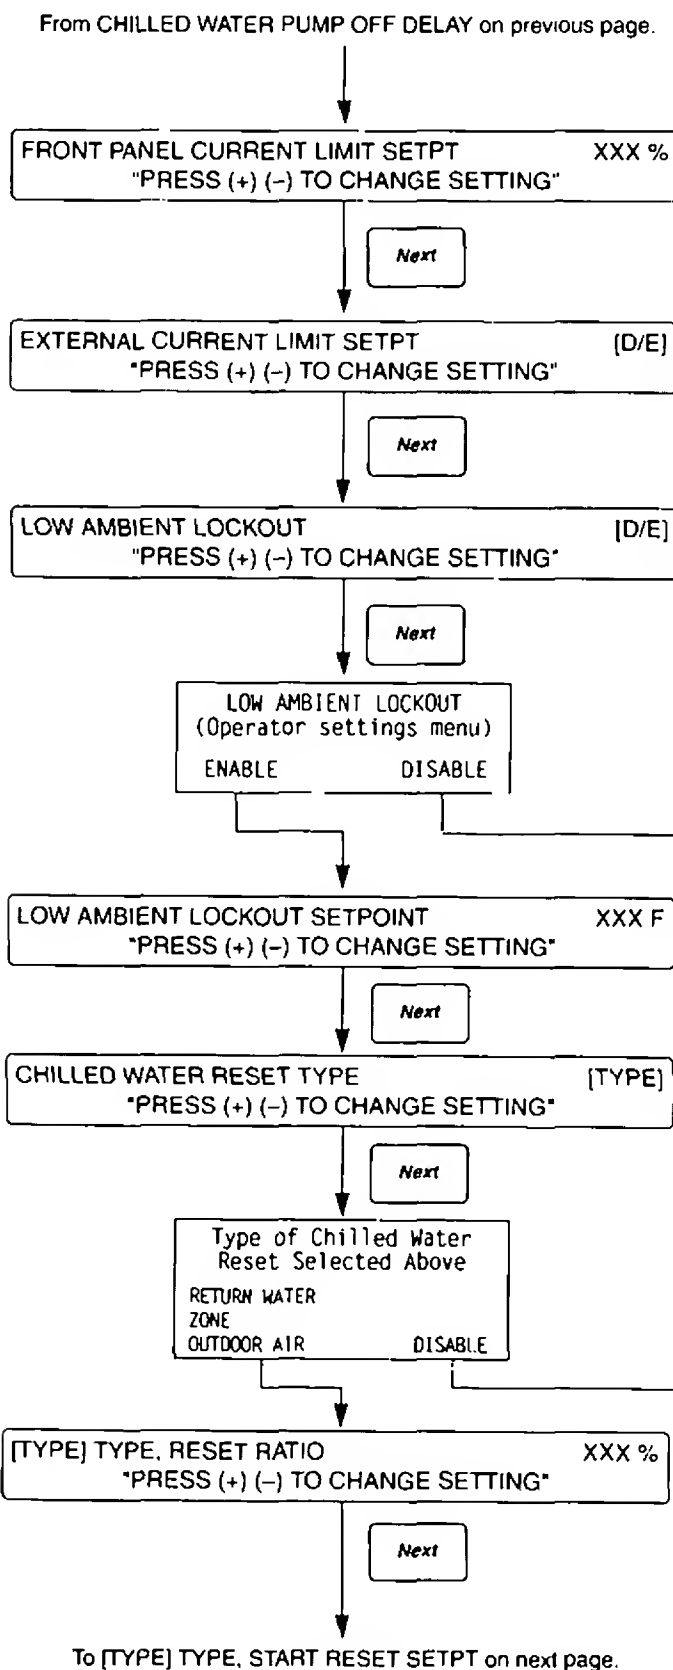 From CHILLED WATER PUMP OFF DELAY on previous page.
FRONT PANEL CURRENT LIMIT SETPT XXX %
"PRESS (+) (–) TO CHANGE SETTING"
Next
EXTERNAL CURRENT LIMIT SETPT [D/E]
"PRESS (+) (–) TO CHANGE SETTING"
Next
LOW AMBIENT LOCKOUT [D/E]
"PRESS (+) (–) TO CHANGE SETTING"
Next
LOW AMBIENT LOCKOUT
(Operator settings menu)
ENABLE DISABLE
LOW AMBIENT LOCKOUT SETPOINT XXX F
"PRESS (+) (–) TO CHANGE SETTING"
Next
CHILLED WATER RESET TYPE [TYPE]
"PRESS (+) (–) TO CHANGE SETTING"
Next
Type of Chilled Water
Reset Selected Above
RETURN WATER
ZONE
OUTDOOR AIR DISABLE
[TYPE] TYPE, RESET RATIO XXX %
"PRESS (+) (–) TO CHANGE SETTING"
Next
To [TYPE] TYPE, START RESET SETPT on next page.